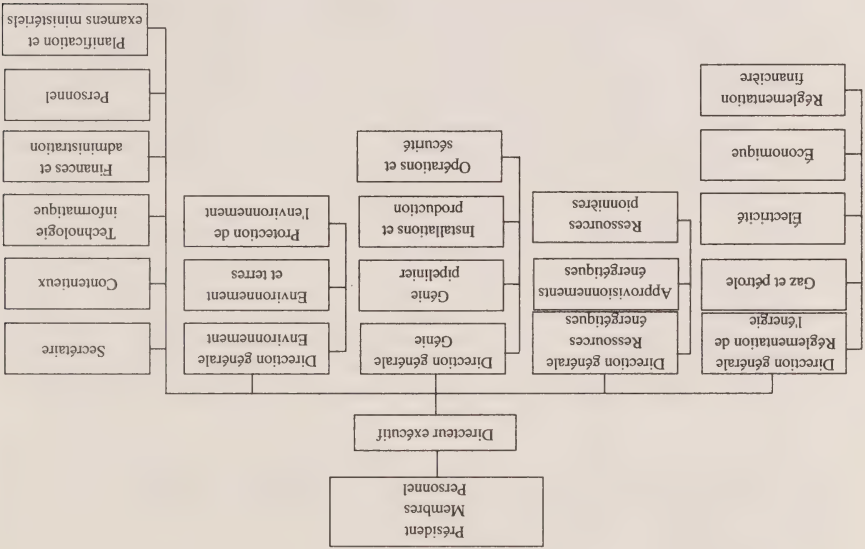 Président
Membres
Personnel
Directeur exécutif
Direction générale
Réglementation de
l'énergie
Gaz et pétrole
Électricité
Économique
Réglementation
financière
Direction générale
Ressources
énergétiques
Approvisionnements
énergétiques
Ressources
pionnières
Direction générale
Génie
Génie
pipelinier
Installations et
production
Opérations et
sécurité
Direction générale
Environnement
Environnement
et terres
Protection de
l'environnement
Secrétaire
Contentieux
Technologie
informatique
Finances et
administration
Personnel
Planification et
examens ministériels